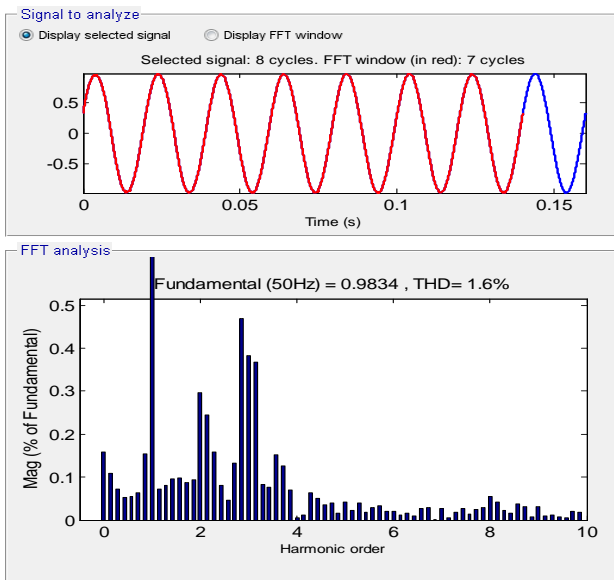 Signal to analyze
Display selected signal Display FFT window
Selected signal: 8 cycles. FFT window (in red): 7 cycles
0.5
0
-0.5
0 0.05 0.1 0.15
Time (s)
FFT analysis
Fundamental (50Hz) = 0.9834 , THD= 1.6%
0.5
0.4
0.3
0.2
0.1
0
Mag (% of Fundamental)
0 2 4 6 8 10
Harmonic order